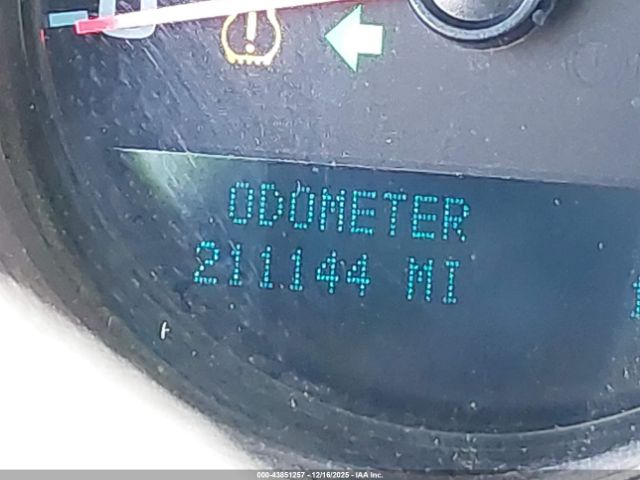 ODOMETER
211144 MI
000-43851257 - 12/16/2025 - IAA Inc.